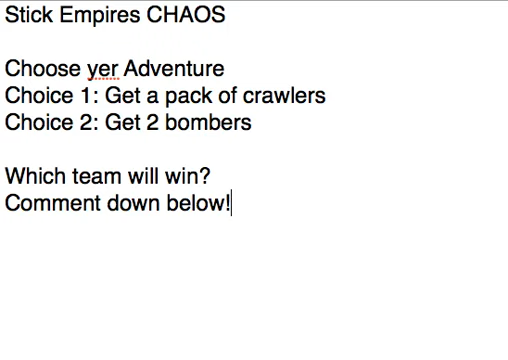 Stick Empires CHAOS
Choose yer Adventure
Choice 1: Get a pack of crawlers
Choice 2: Get 2 bombers
Which team will win?
Comment down below!